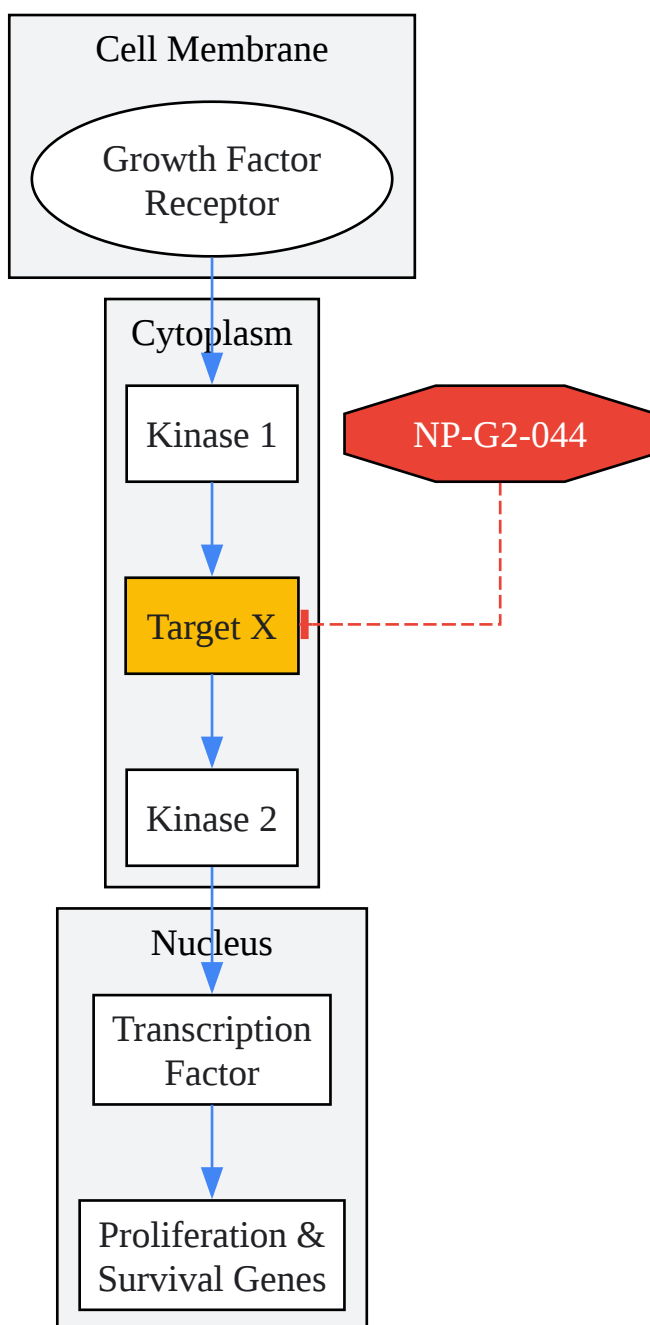 Cell Membrane
Growth Factor
Receptor
Cytoplasm
Kinase 1
NP-G2-044
Target X
Kinase 2
Nucleus
Transcription
Factor
Proliferation &
Survival Genes